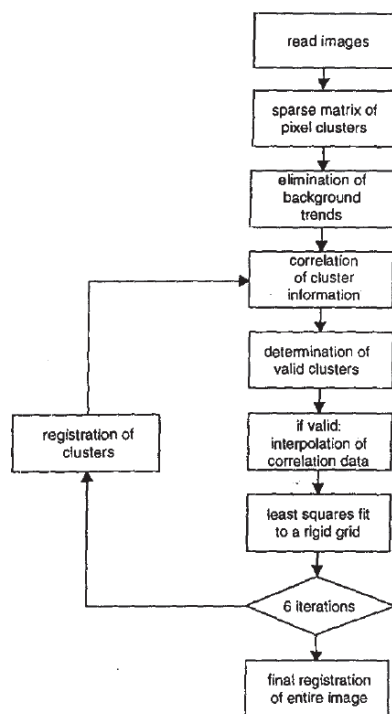 read images
sparse matrix of
pixel clusters
elimination of
background
trends
correlation
of cluster
information
determination of
valid clusters
registration of
clusters
if valid:
interpolation of
correlation data
least squares fit
to a rigid grid
6 iterations
final registration
of entire image